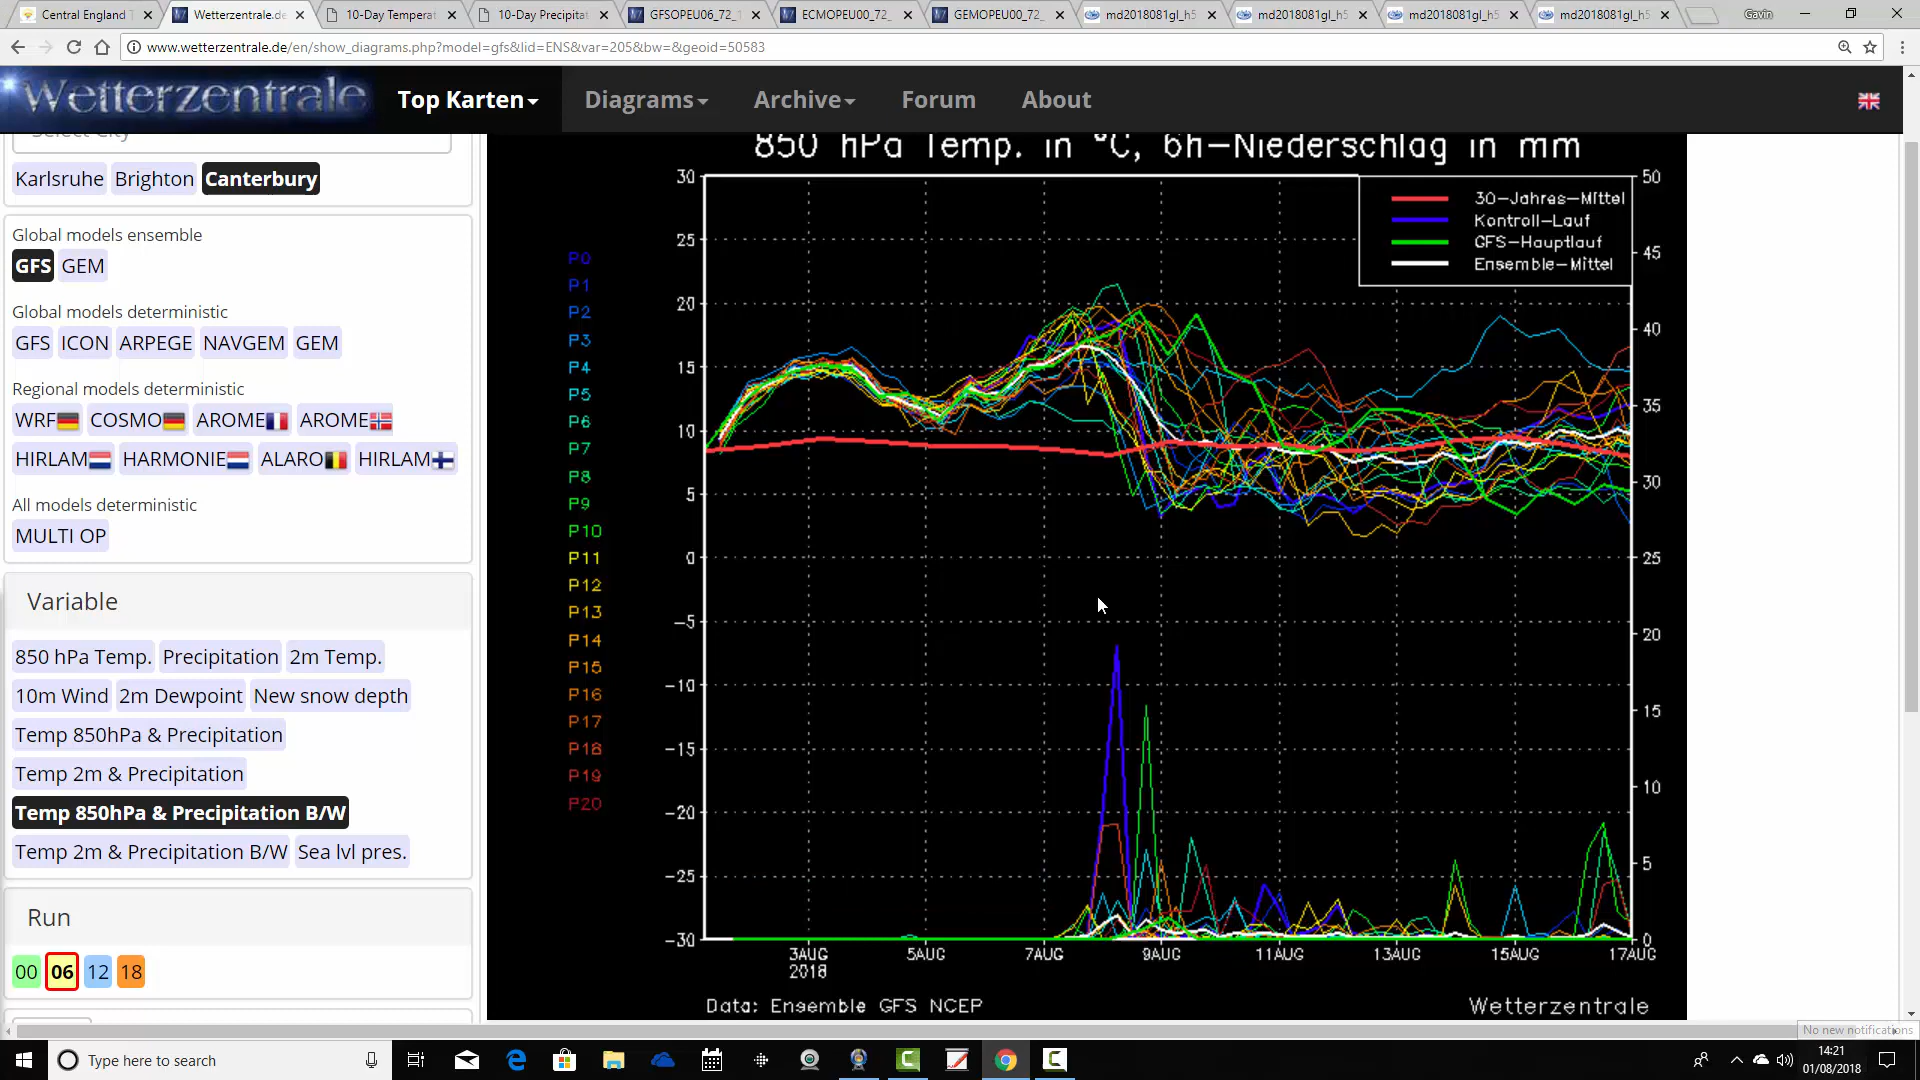 Central England T
Wetterzentrale.de
10-Day Temperat
10-Day Precipitat
GFSOPEU06_72_1
ECMOPEU00_72_
GEMOPEU00_72_
md2018081gl_h5
md2018081gl_h5
md2018081gl_h5
md2018081gl_h5
Gavin
www.wetterzentrale.de/en/show_diagrams.php?model=gfs&lid=ENS&var=205&bw=&geoid=50583
Wetterzentrale
Top Karten
Diagrams
Archive
Forum
About
Select City
Karlsruhe Brighton Canterbury
Global models ensemble
GFS GEM
Global models deterministic
GFS ICON ARPEGE NAVGEM GEM
Regional models deterministic
WRF COSMO AROME AROME
HIRLAM HARMONIE ALARO HIRLAM
All models deterministic
MULTI OP
Variable
850 hPa Temp. Precipitation 2m Temp.
10m Wind 2m Dewpoint New snow depth
Temp 850hPa & Precipitation
Temp 2m & Precipitation
Temp 850hPa & Precipitation B/W
Temp 2m & Precipitation B/W Sea lvl pres.
Run
00 06 12 18
850 hPa Temp. in °C, 6h-Niederschlag in mm
30-Jahres-Mittel
Kontroll-Lauf
GFS-Hauptlauf
Ensemble-Mittel
P0
P1
P2
P3
P4
P5
P6
P7
P8
P9
P10
P11
P12
P13
P14
P15
P16
P17
P18
P19
P20
30
25
20
15
10
5
0
-5
-10
-15
-20
-25
-30
50
45
40
35
30
25
20
15
10
5
0
3AUG 5AUG 7AUG 9AUG 11AUG 13AUG 15AUG 17AUG
2018
Data: Ensemble GFS NCEP
Wetterzentrale
No new notifications
Type here to search
14:21
01/08/2018